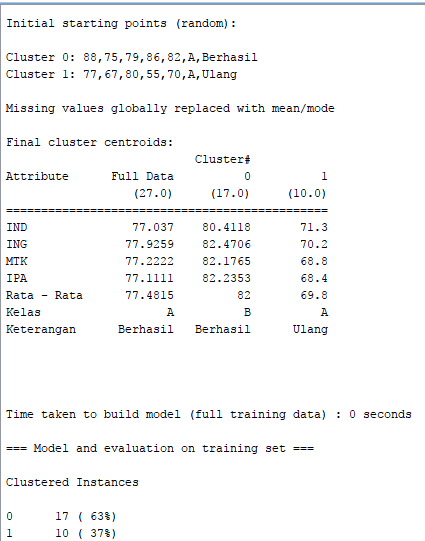 Initial starting points (random):
Cluster 0: 88,75,79,86,82,A,Berhasil
Cluster 1: 77,67,80,55,70,A,Ulang
Missing values globally replaced with mean/mode
Final cluster centroids:
Cluster#
Attribute Full Data 0 1
(27.0) (17.0) (10.0)
==================================================
IND 77.037 80.4118 71.3
ING 77.9259 82.4706 70.2
MTK 77.2222 82.1765 68.8
IPA 77.1111 82.2353 68.4
Rata - Rata 77.4815 82 69.8
Kelas A B A
Keterangan Berhasil Berhasil Ulang
Time taken to build model (full training data) : 0 seconds
=== Model and evaluation on training set ===
Clustered Instances
0 17 ( 63%)
1 10 ( 37%)